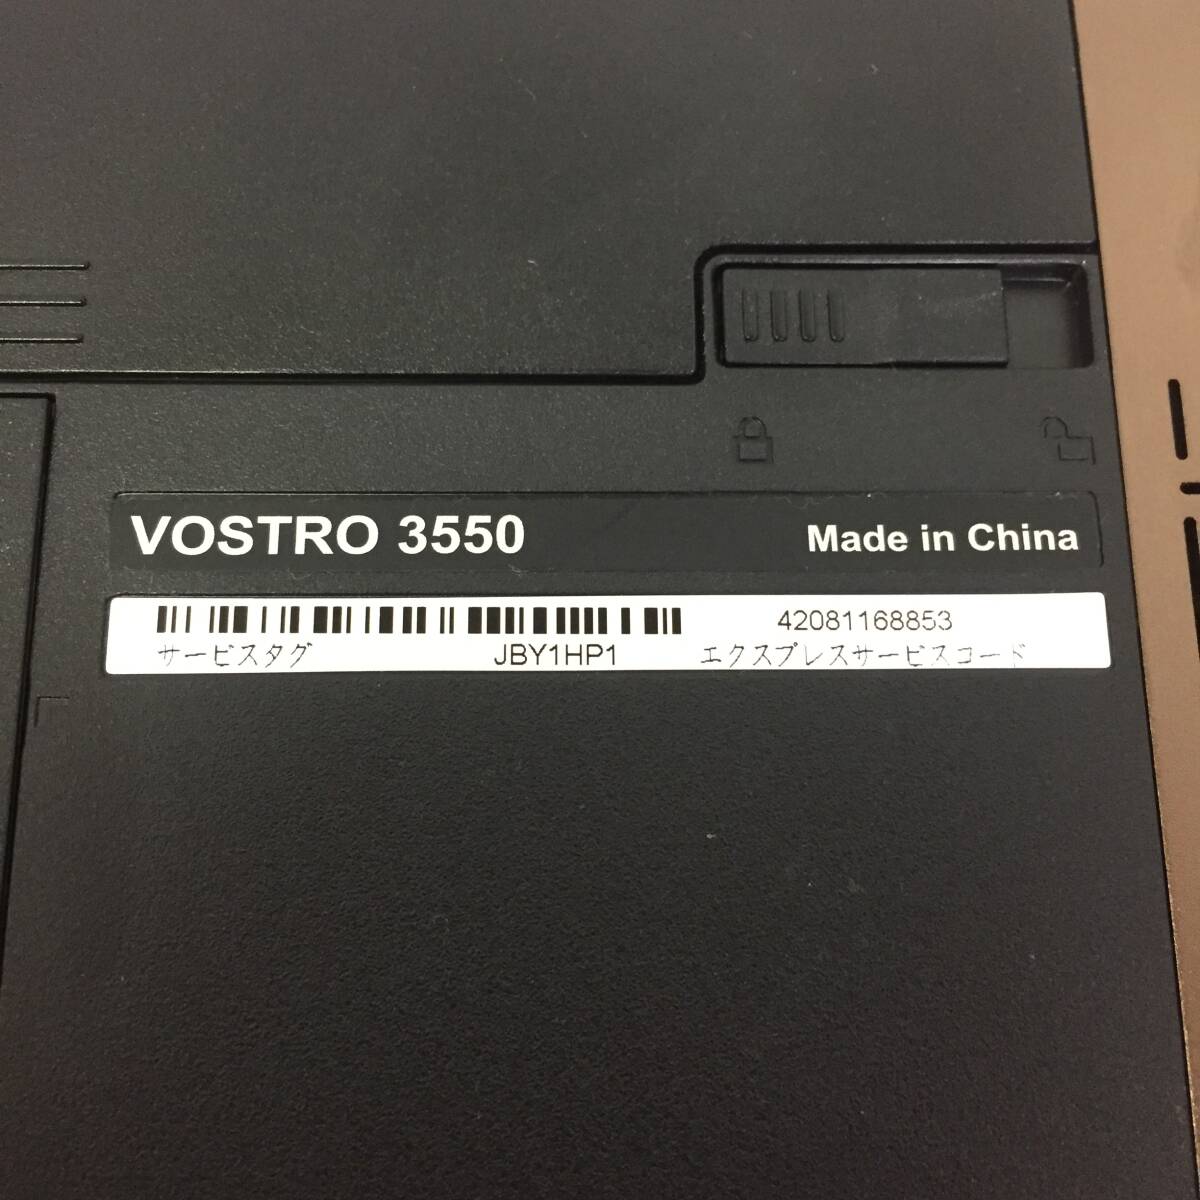 VOSTRO 3550 Made in China
42081168853
サービスタグ JBY1HP1 エクスプレスサービスコード